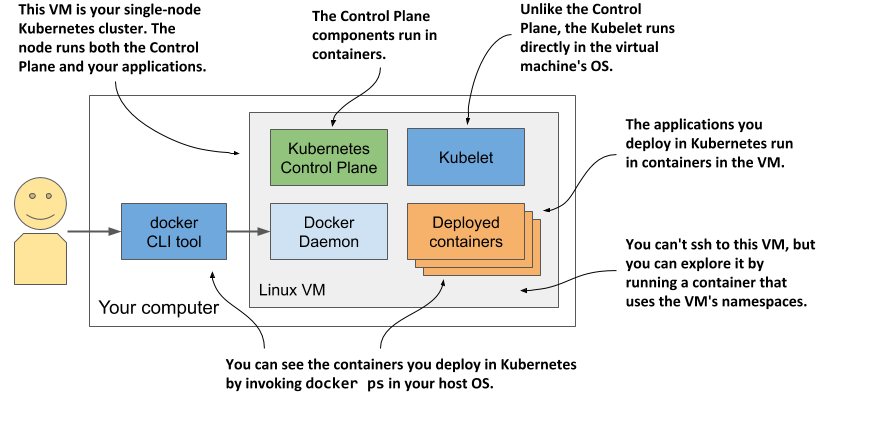 This VM is your single-node
Kubernetes cluster. The
node runs both the Control
Plane and your applications.
The Control Plane
components run in
containers.
Unlike the Control
Plane, the Kubelet runs
directly in the virtual
machine's OS.
Kubernetes
Control Plane
Kubelet
The applications you
deploy in Kubernetes run
in containers in the VM.
docker
CLI tool
Docker
Daemon
Deployed
containers
You can't ssh to this VM, but
you can explore it by
running a container that
uses the VM's namespaces.
Linux VM
Your computer
You can see the containers you deploy in Kubernetes
by invoking docker ps in your host OS.